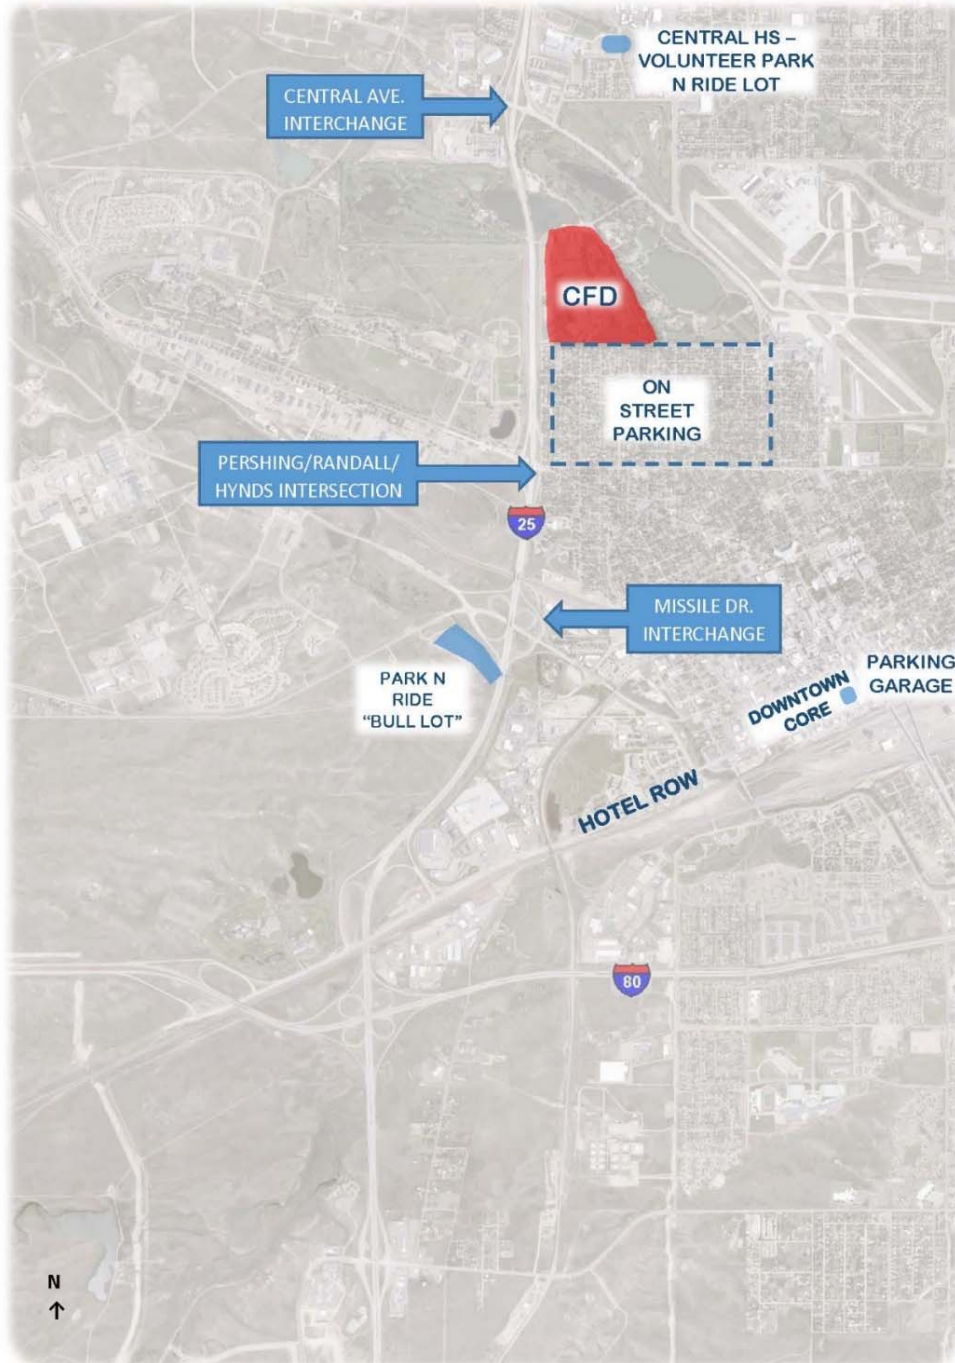 CENTRAL HS –
VOLUNTEER PARK
N RIDE LOT
CENTRAL AVE.
INTERCHANGE
CFD
ON
STREET
PARKING
PERSHING/RANDALL/
HYNDS INTERSECTION
25
MISSILE DR.
INTERCHANGE
PARK N
RIDE
“BULL LOT”
PARKING
GARAGE
DOWNTOWN
CORE
HOTEL ROW
80
N